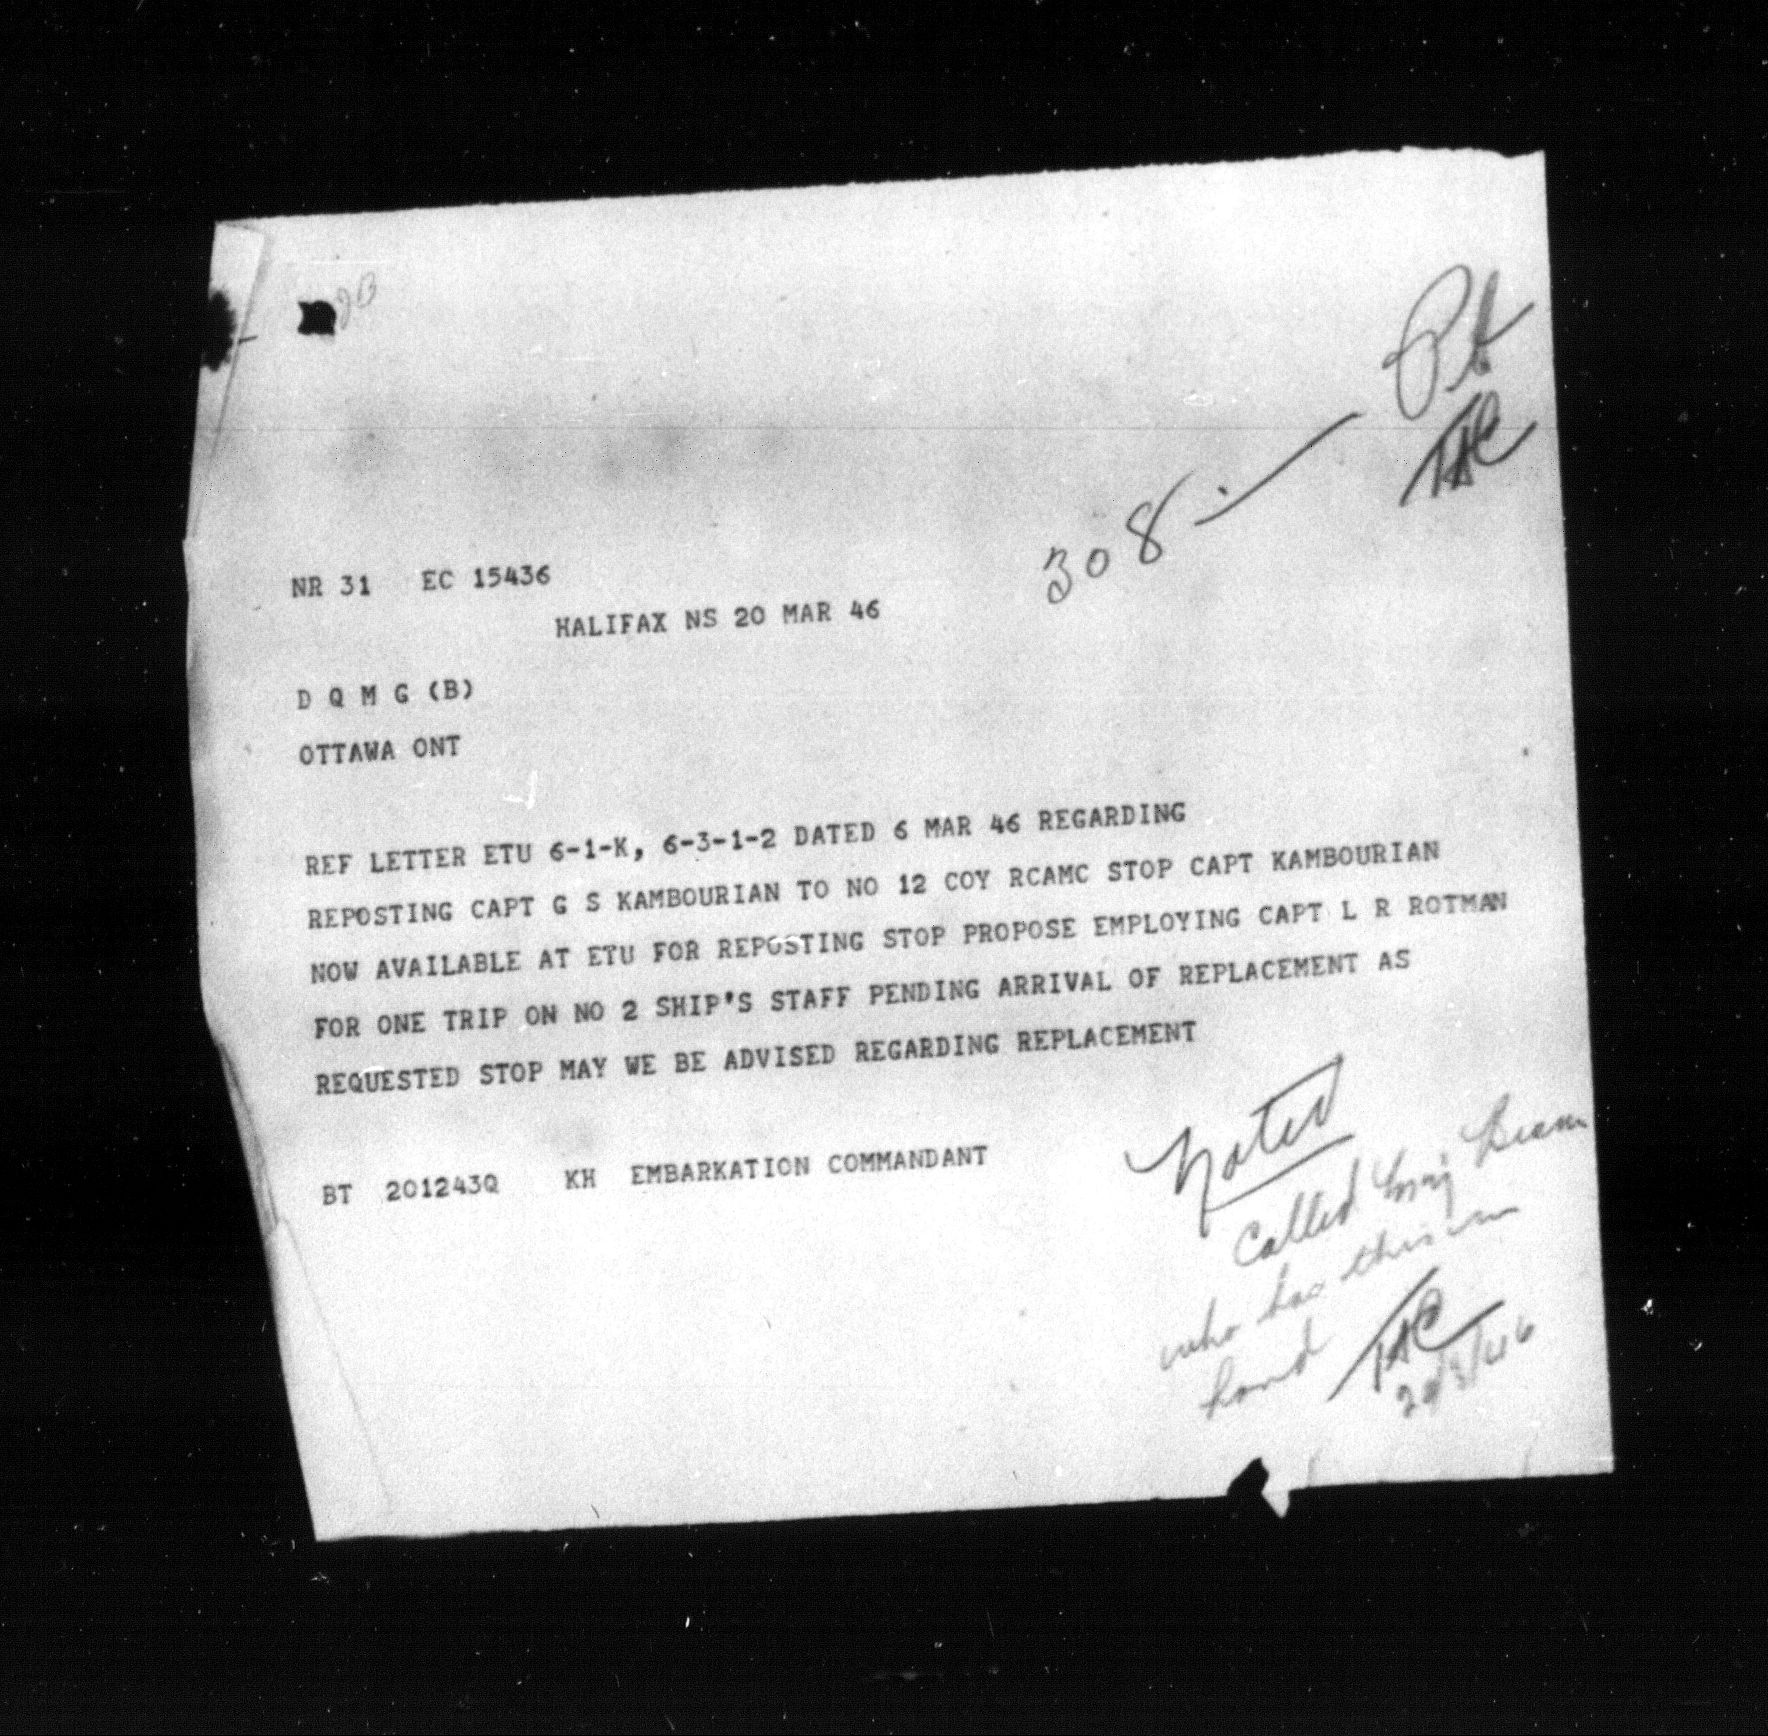 308
NR 31 EC 15436
HALIFAX NS 20 MAR 46
D Q M G (B)
OTTAWA ONT
REF LETTER ETU 6-1-K, 6-3-1-2 DATED 6 MAR 46 REGARDING
REPOSTING CAPT G S KAMBOURIAN TO NO 12 COY RCAMC STOP CAPT KAMBOURIAN
NOW AVAILABLE AT ETU FOR REPOSTING STOP PROPOSE EMPLOYING CAPT L R ROTMAN
FOR ONE TRIP ON NO 2 SHIP'S STAFF PENDING ARRIVAL OF REPLACEMENT AS
REQUESTED STOP MAY WE BE ADVISED REGARDING REPLACEMENT
BT 201243Q KH EMBARKATION COMMANDANT
Noted
Called Maj
who has this in
hand